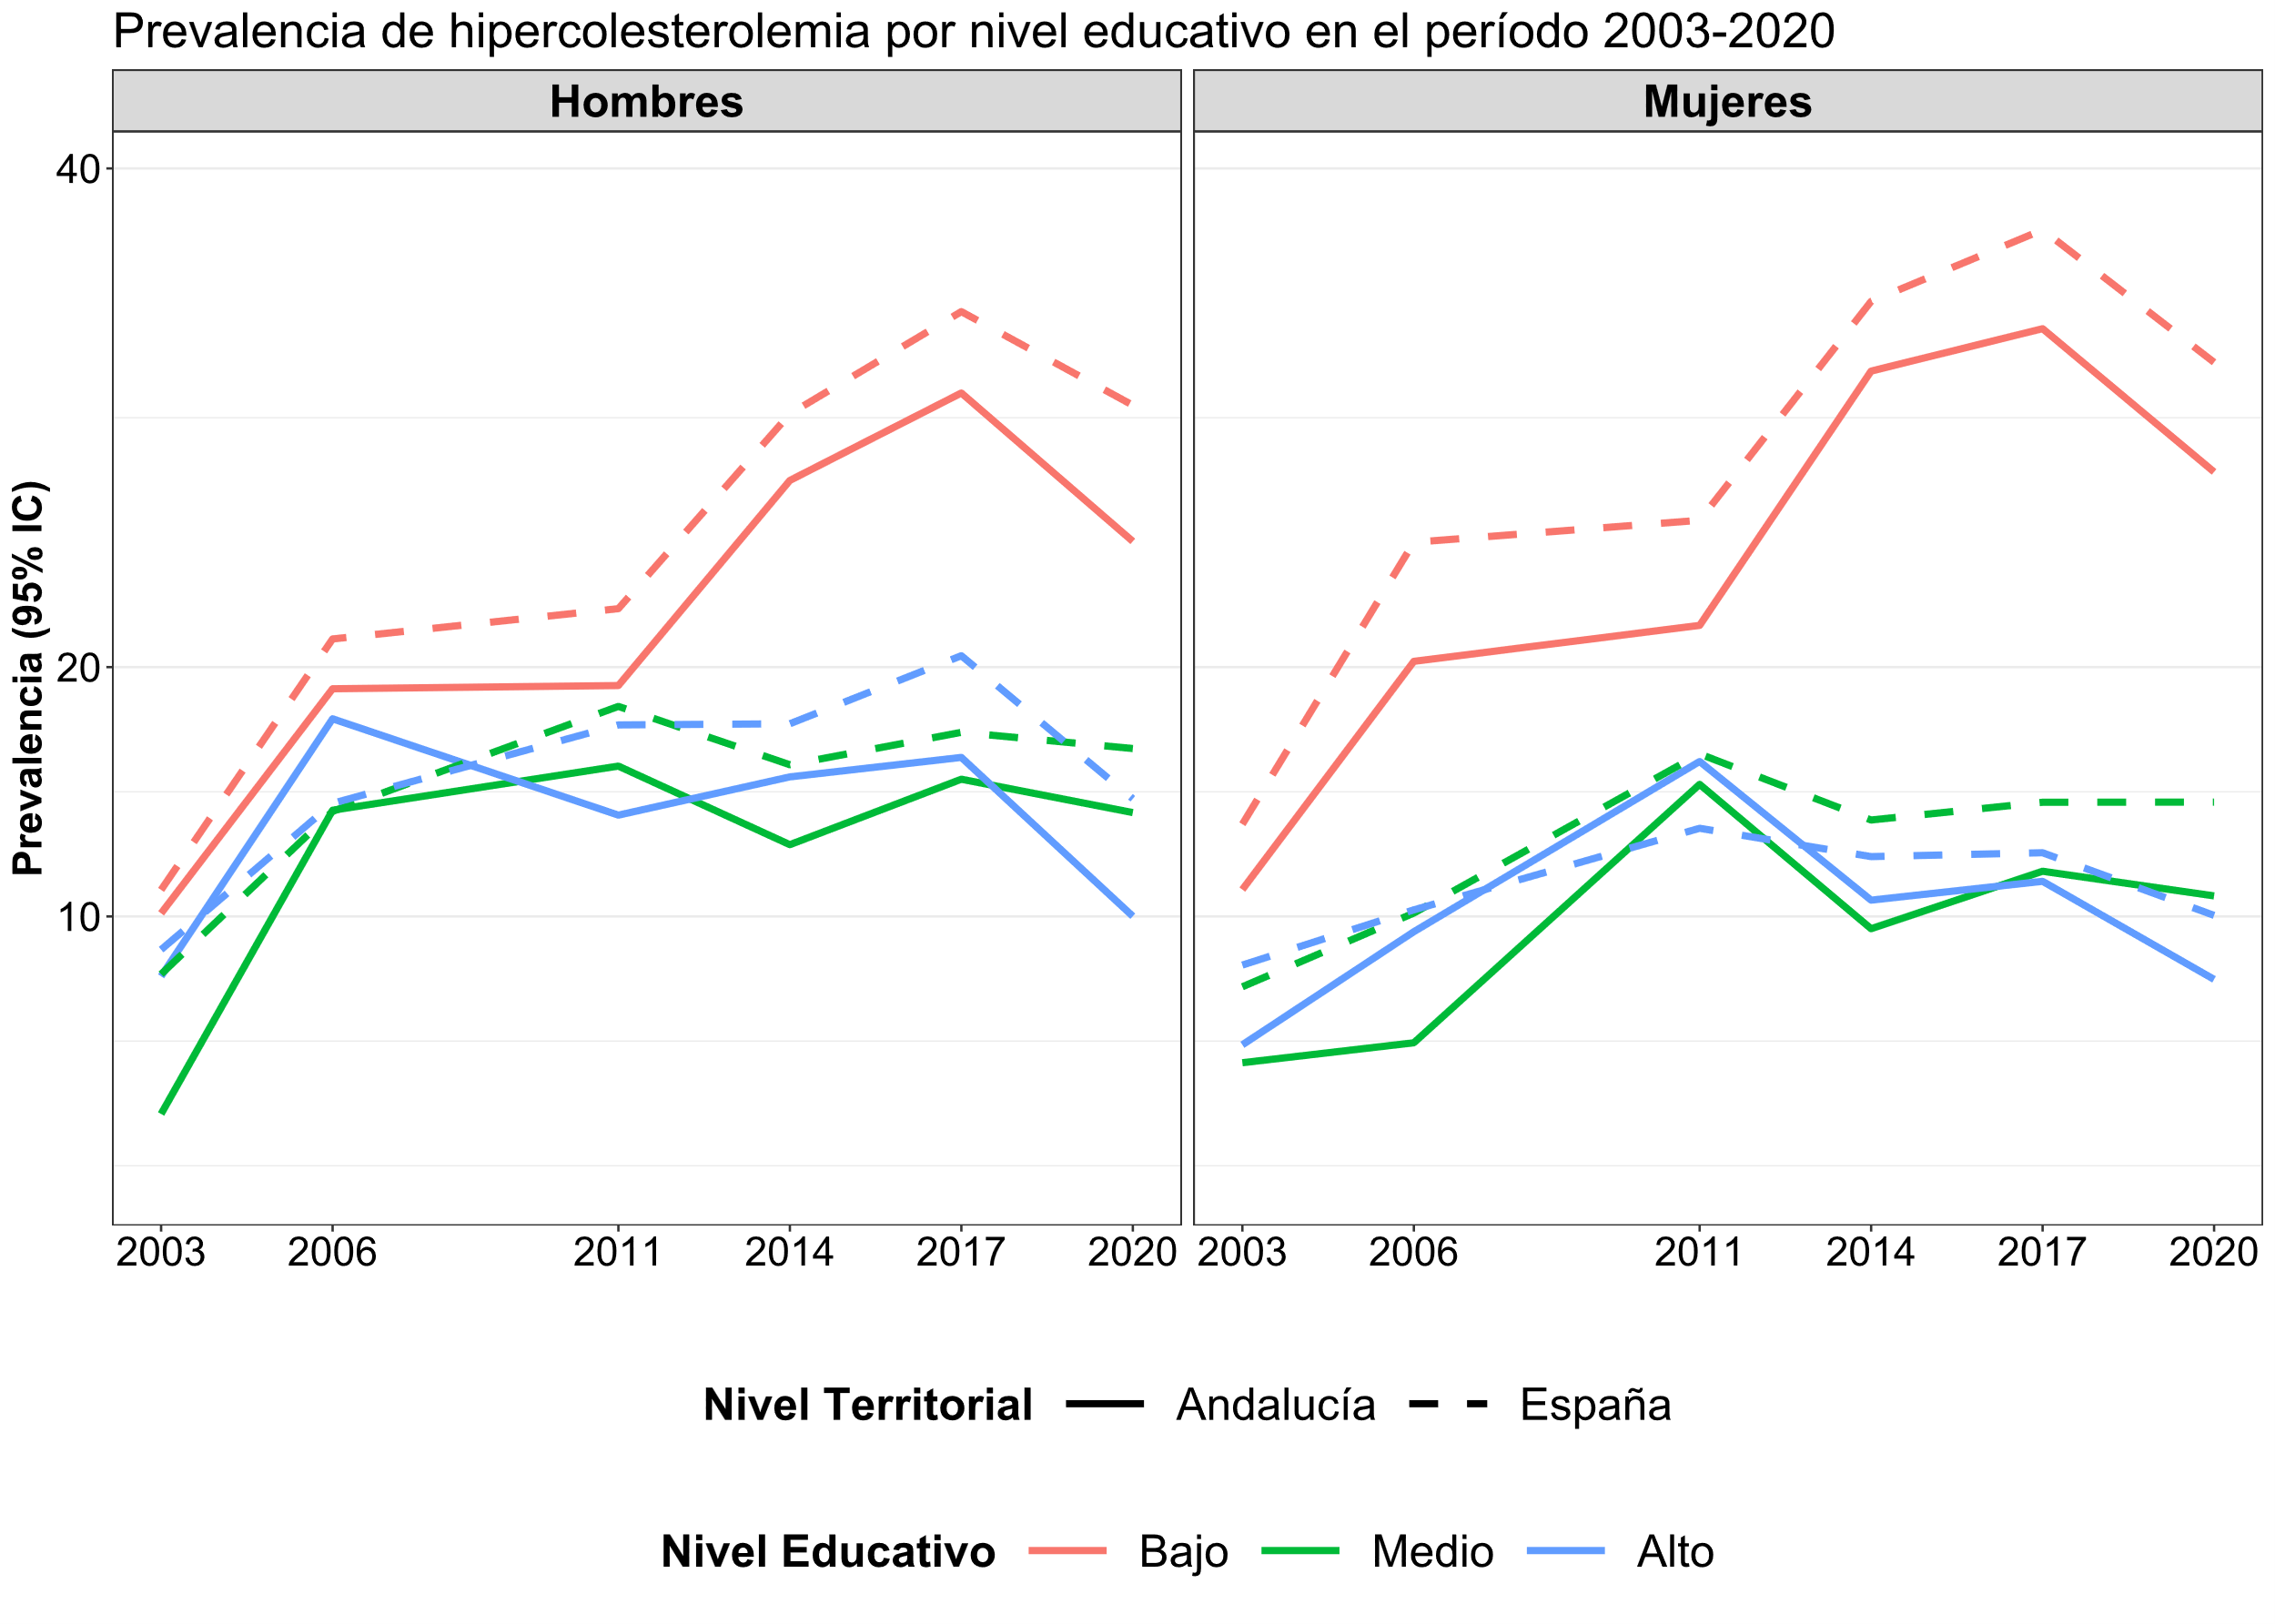 Prevalencia de hipercolesterolemia por nivel educativo en el período 2003-2020
Hombres
Mujeres
Prevalencia (95% IC)
40
20
10
2003 2006 2011 2014 2017 2020
2003 2006 2011 2014 2017 2020
Nivel Territorial Andalucía España
Nivel Educativo Bajo Medio Alto